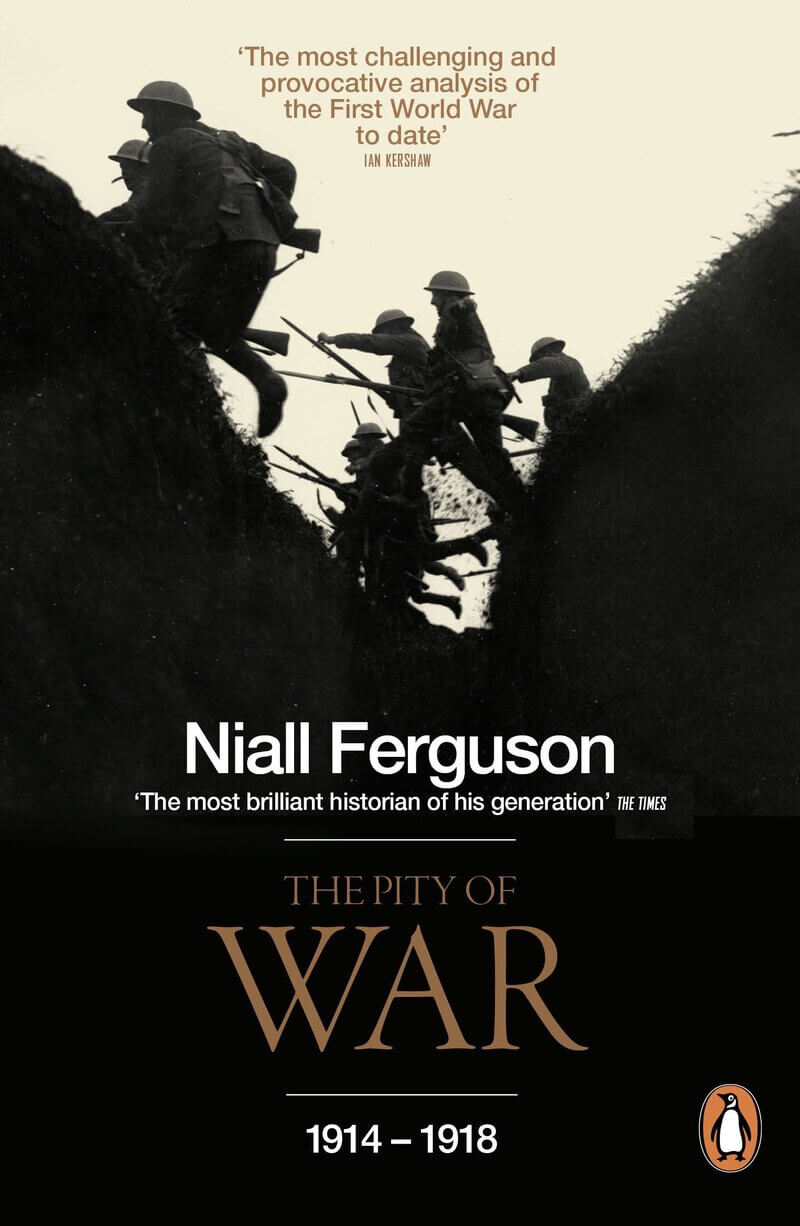 ‘The most challenging and
provocative analysis of
the First World War
to date’
IAN KERSHAW
Niall Ferguson
‘The most brilliant historian of his generation’ THE TIMES
THE PITY OF
WAR
1914 – 1918